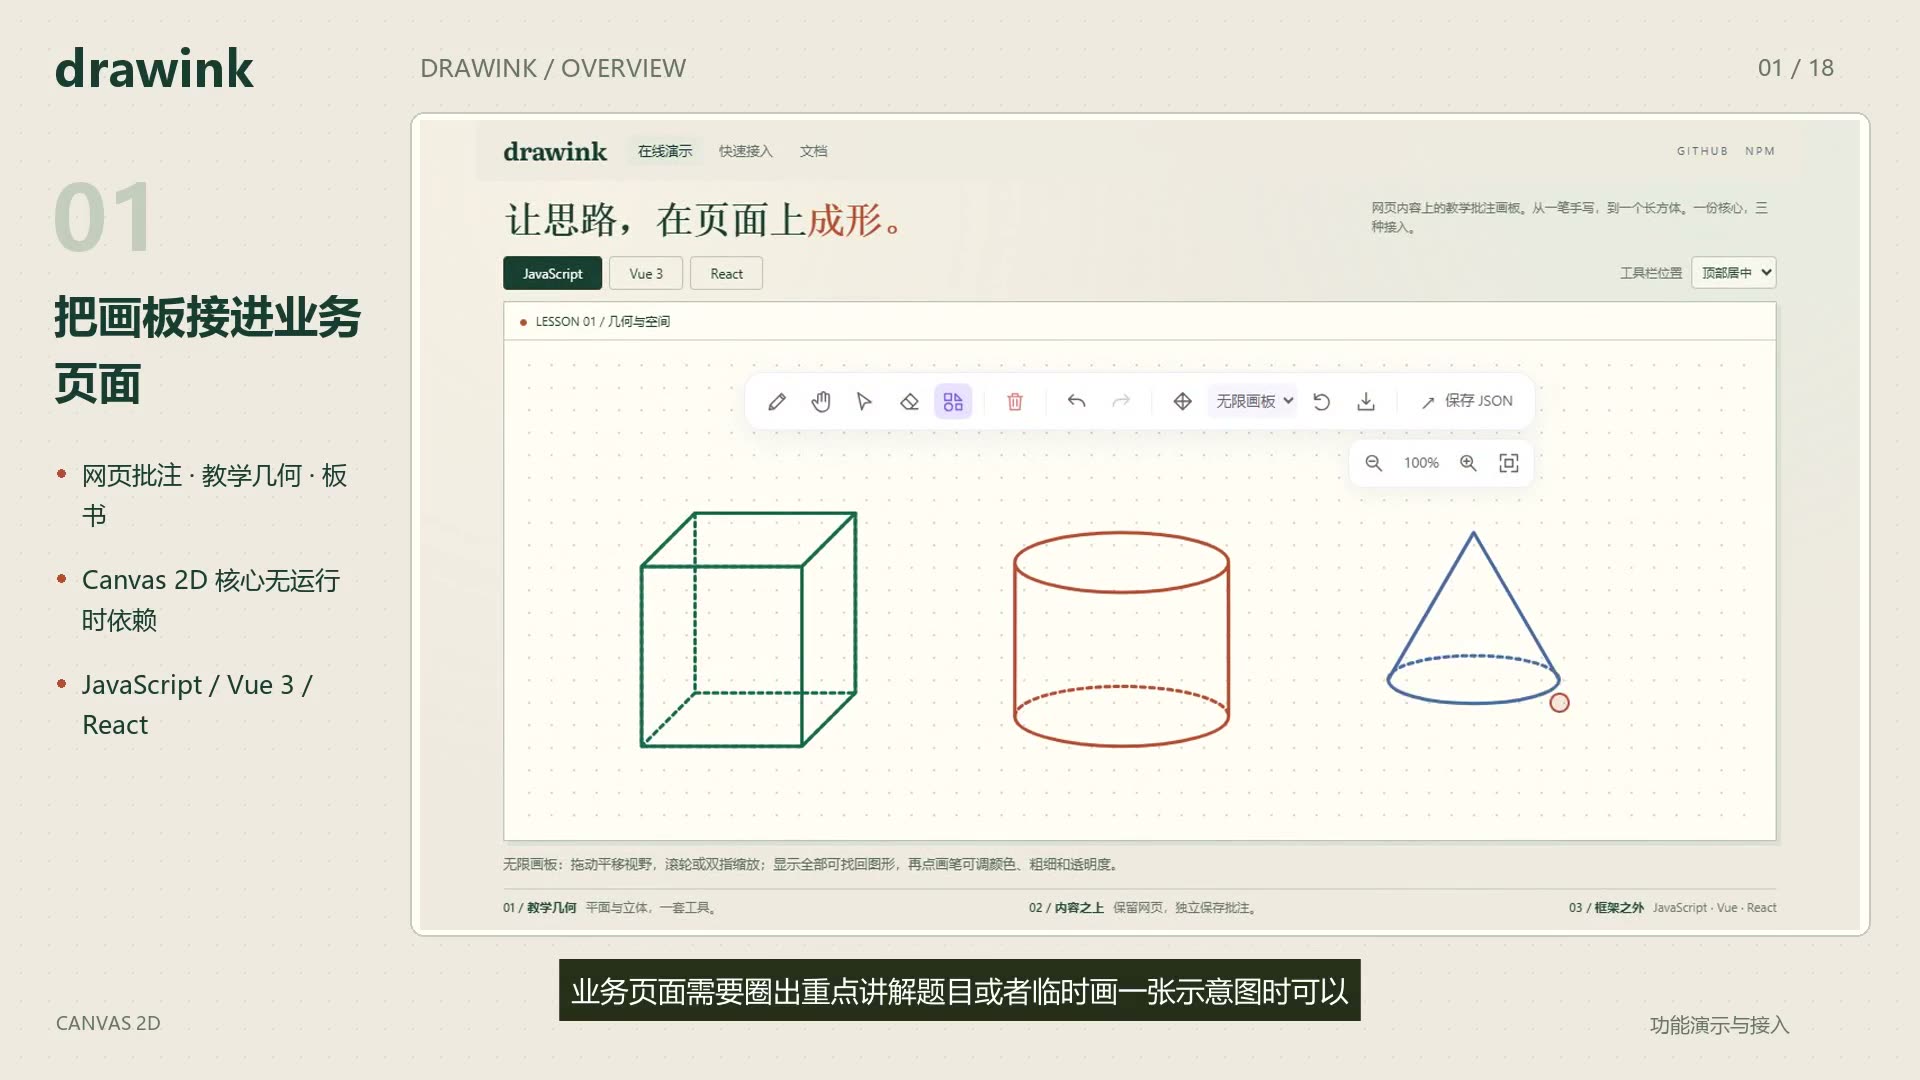 drawink
DRAWINK / OVERVIEW
01 / 18
01
把画板接进业务
页面
网页批注 · 教学几何 · 板
书
Canvas 2D 核心无运行
时依赖
JavaScript / Vue 3 /
React
drawink
在线演示
快速接入
文档
GITHUB
NPM
让思路，在页面上成形。
网页内容上的教学批注画板。从一笔手写，到一个长方体。一份核心，三
种接入。
JavaScript
Vue 3
React
工具栏位置
顶部居中
LESSON 01 / 几何与空间
无限画板
保存 JSON
100%
无限画板：拖动平移视野，滚轮或双指缩放；显示全部可找回图形，再点画笔可调颜色、粗细和透明度。
01 / 教学几何 平面与立体，一套工具。
02 / 内容之上 保留网页，独立保存批注。
03 / 框架之外 JavaScript · Vue · React
业务页面需要圈出重点讲解题目或者临时画一张示意图时可以
CANVAS 2D
功能演示与接入